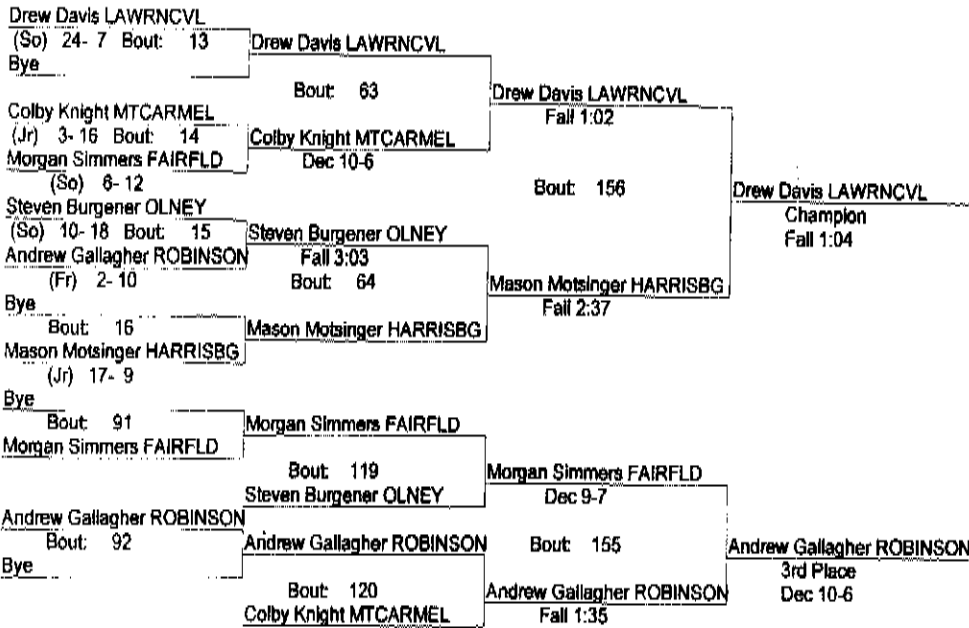 Drew Davis LAWRNCVL
(So) 24- 7 Bout: 13
Bye
Drew Davis LAWRNCVL
Bout: 63
Colby Knight MTCARMEL
(Jr) 3- 16 Bout: 14
Morgan Simmers FAIRFLD
(So) 6- 12
Colby Knight MTCARMEL
Dec 10-6
Drew Davis LAWRNCVL
Fall 1:02
Bout: 156
Steven Burgener OLNEY
(So) 10- 18 Bout: 15
Andrew Gallagher ROBINSON
(Fr) 2- 10
Steven Burgener OLNEY
Fall 3:03
Bout: 64
Bye
Bout: 16
Mason Motsinger HARRISBG
(Jr) 17- 9
Mason Motsinger HARRISBG
Mason Motsinger HARRISBG
Fall 2:37
Drew Davis LAWRNCVL
Champion
Fall 1:04
Bye
Bout: 91
Morgan Simmers FAIRFLD
Morgan Simmers FAIRFLD
Bout: 119
Steven Burgener OLNEY
Morgan Simmers FAIRFLD
Dec 9-7
Bout: 155
Andrew Gallagher ROBINSON
Bout: 92
Bye
Andrew Gallagher ROBINSON
Bout: 120
Colby Knight MTCARMEL
Andrew Gallagher ROBINSON
Fall 1:35
Andrew Gallagher ROBINSON
3rd Place
Dec 10-6